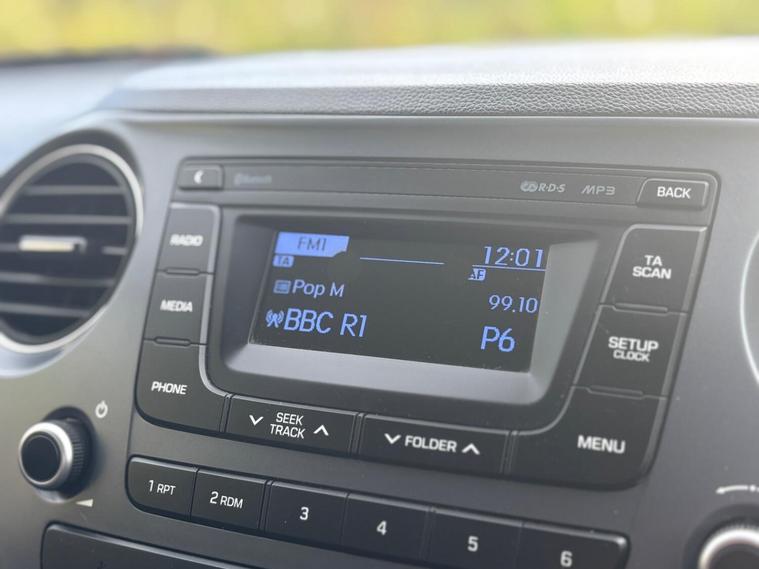 Bluetooth R·D·S MP3 BACK
RADIO
MEDIA
PHONE
FM1 12:01
TA AF
Pop M 99.10
BBC R1 P6
TA
SCAN
SETUP
CLOCK
MENU
SEEK
TRACK
FOLDER
1 RPT 2 RDM 3 4 5 6